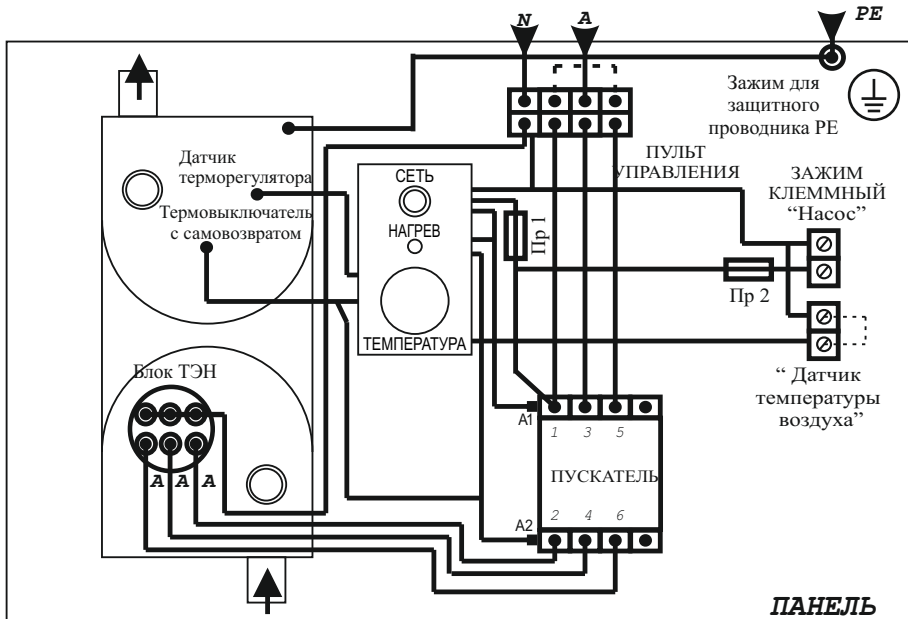 N
A
PE
Зажим для
защитного
проводника PE
ПУЛЬТ
УПРАВЛЕНИЯ
ЗАЖИМ
КЛЕММНЫЙ
“Насос”
Датчик
терморегулятора
Термовыключатель
с самовозвратом
СЕТЬ
НАГРЕВ
ТЕМПЕРАТУРА
Пр 1
Пр 2
“ Датчик
температуры
воздуха”
Блок ТЭН
A A A
A1
1 3 5
ПУСКАТЕЛЬ
A2
2 4 6
ПАНЕЛЬ